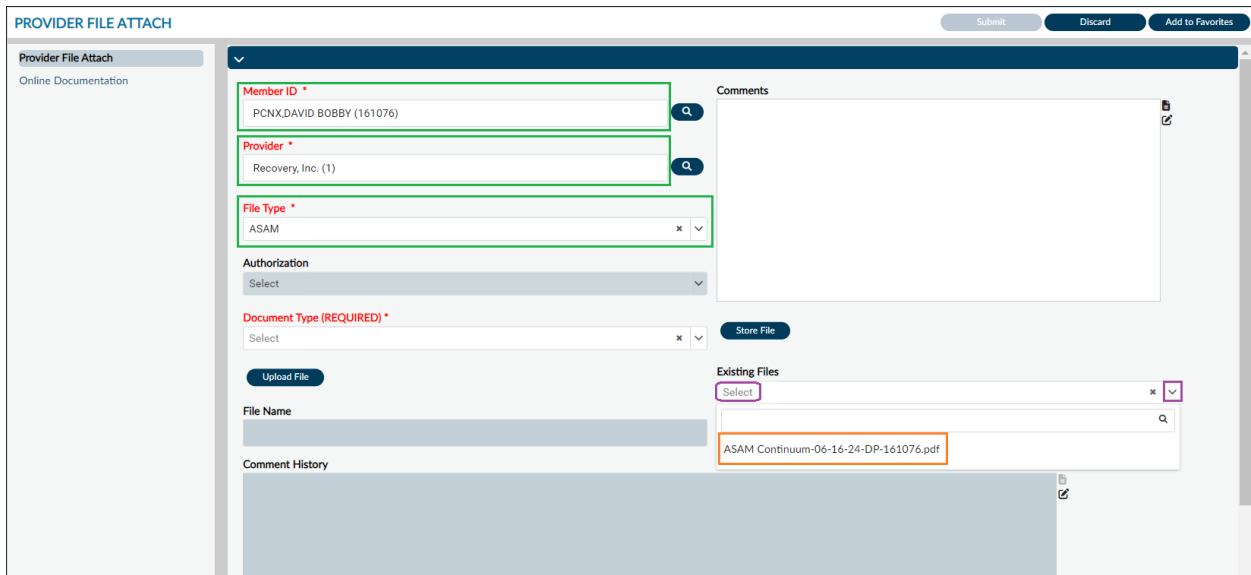 PROVIDER FILE ATTACH
Submit
Discard
Add to Favorites
Provider File Attach
Online Documentation
Member ID *
PCNX,DAVID BOBBY (161076)
Provider *
Recovery, Inc. (1)
File Type *
ASAM
Authorization
Select
Document Type (REQUIRED) *
Select
Upload File
File Name
Comment History
Comments
Store File
Existing Files
Select
ASAM Continuum-06-16-24-DP-161076.pdf